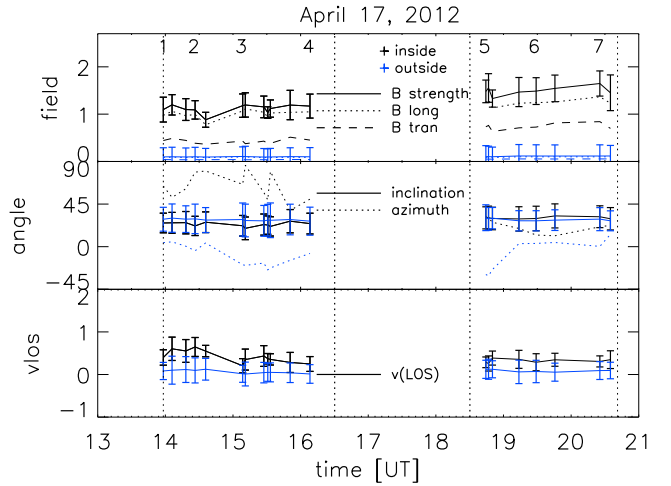 April 17, 2012
1 2 3 4 5 6 7
inside
outside
B strength
B long
B tran
field
2
1
0
inclination
azimuth
angle
90
45
0
−45
v(LOS)
vlos
2
1
0
−1
13 14 15 16 17 18 19 20 21
time [UT]